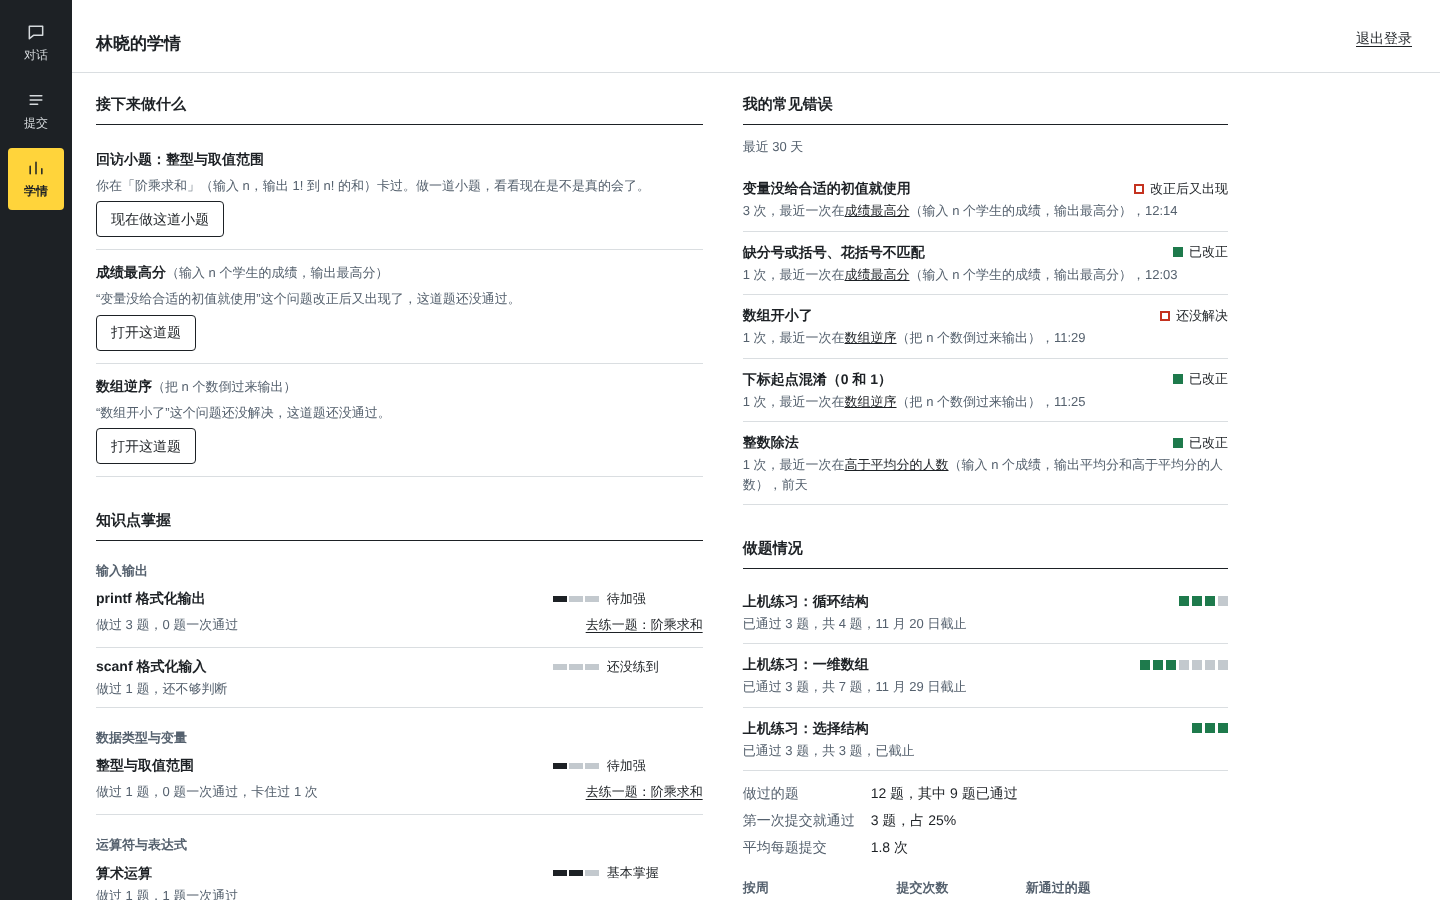 对话
提交
学情
林晓的学情
退出登录
接下来做什么
回访小题：整型与取值范围
你在「阶乘求和」（输入 n，输出 1! 到 n! 的和）卡过。做一道小题，看看现在是不是真的会了。
现在做这道小题
成绩最高分（输入 n 个学生的成绩，输出最高分）
“变量没给合适的初值就使用”这个问题改正后又出现了，这道题还没通过。
打开这道题
数组逆序（把 n 个数倒过来输出）
“数组开小了”这个问题还没解决，这道题还没通过。
打开这道题
知识点掌握
输入输出
printf 格式化输出 待加强
做过 3 题，0 题一次通过 去练一题：阶乘求和
scanf 格式化输入 还没练到
做过 1 题，还不够判断
数据类型与变量
整型与取值范围 待加强
做过 1 题，0 题一次通过，卡住过 1 次 去练一题：阶乘求和
运算符与表达式
算术运算 基本掌握
做过 1 题，1 题一次通过
我的常见错误
最近 30 天
变量没给合适的初值就使用 改正后又出现
3 次，最近一次在成绩最高分（输入 n 个学生的成绩，输出最高分），12:14
缺分号或括号、花括号不匹配 已改正
1 次，最近一次在成绩最高分（输入 n 个学生的成绩，输出最高分），12:03
数组开小了 还没解决
1 次，最近一次在数组逆序（把 n 个数倒过来输出），11:29
下标起点混淆（0 和 1） 已改正
1 次，最近一次在数组逆序（把 n 个数倒过来输出），11:25
整数除法 已改正
1 次，最近一次在高于平均分的人数（输入 n 个成绩，输出平均分和高于平均分的人
数），前天
做题情况
上机练习：循环结构
已通过 3 题，共 4 题，11 月 20 日截止
上机练习：一维数组
已通过 3 题，共 7 题，11 月 29 日截止
上机练习：选择结构
已通过 3 题，共 3 题，已截止
做过的题 12 题，其中 9 题已通过
第一次提交就通过 3 题，占 25%
平均每题提交 1.8 次
按周 提交次数 新通过的题